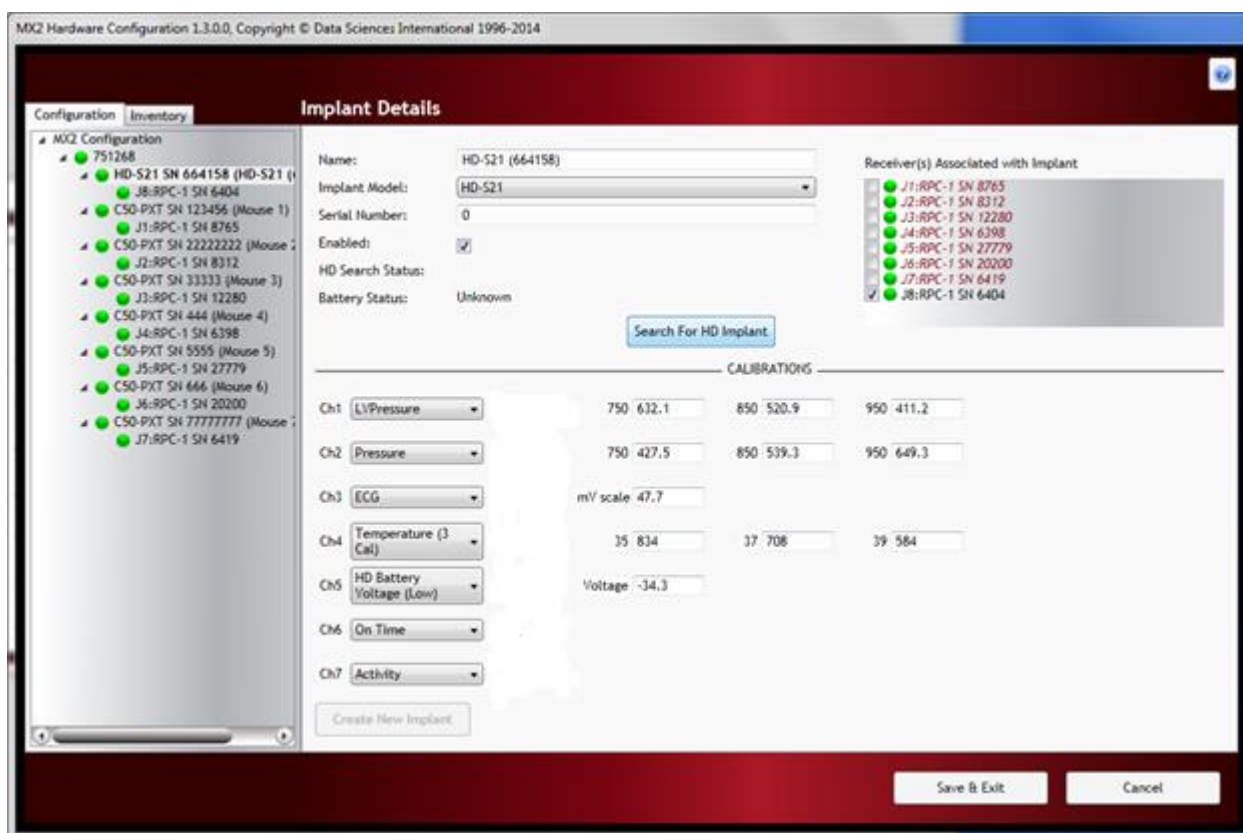 MX2 Hardware Configuration 1.3.0.0, Copyright © Data Sciences International 1996-2014
Configuration
Inventory
Implant Details
MX2 Configuration
751268
HD-S21 SN 664158 (HD-S21 (
J8:RPC-1 SN 6404
C50-PXT SN 123456 (Mouse 1)
J1:RPC-1 SN 8765
C50-PXT SN 22222222 (Mouse 2
J2:RPC-1 SN 8312
C50-PXT SN 33333 (Mouse 3)
J3:RPC-1 SN 12280
C50-PXT SN 444 (Mouse 4)
J4:RPC-1 SN 6398
C50-PXT SN 5555 (Mouse 5)
J5:RPC-1 SN 27779
C50-PXT SN 666 (Mouse 6)
J6:RPC-1 SN 20200
C50-PXT SN 77777777 (Mouse 7
J7:RPC-1 SN 6419
Name: HD-S21 (664158)
Implant Model: HD-S21
Serial Number: 0
Enabled:
HD Search Status:
Battery Status: Unknown
Receiver(s) Associated with Implant
J1:RPC-1 SN 8765
J2:RPC-1 SN 8312
J3:RPC-1 SN 12280
J4:RPC-1 SN 6398
J5:RPC-1 SN 27779
J6:RPC-1 SN 20200
J7:RPC-1 SN 6419
J8:RPC-1 SN 6404
Search For HD Implant
CALIBRATIONS
Ch1 LVPressure 750 632.1 850 520.9 950 411.2
Ch2 Pressure 750 427.5 850 539.3 950 649.3
Ch3 ECG mV scale 47.7
Ch4 Temperature (3
Cal) 35 834 37 708 39 584
Ch5 HD Battery
Voltage (Low) Voltage -34.3
Ch6 On Time
Ch7 Activity
Create New Implant
Save & Exit
Cancel